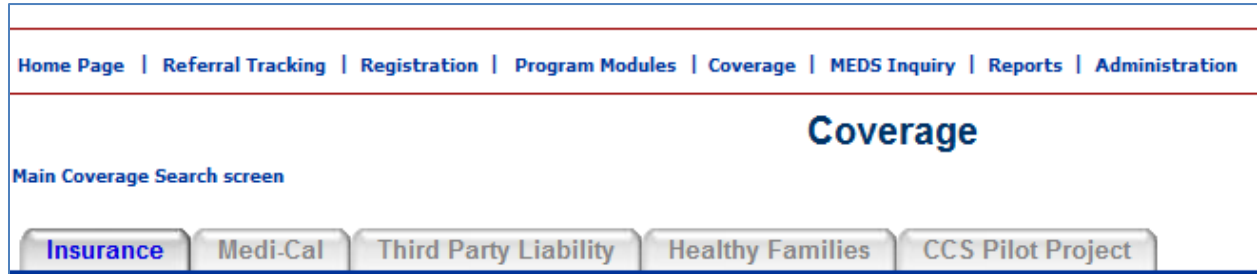 Home Page | Referral Tracking | Registration | Program Modules | Coverage | MEDS Inquiry | Reports | Administration
Coverage
Main Coverage Search screen
Insurance Medi-Cal Third Party Liability Healthy Families CCS Pilot Project